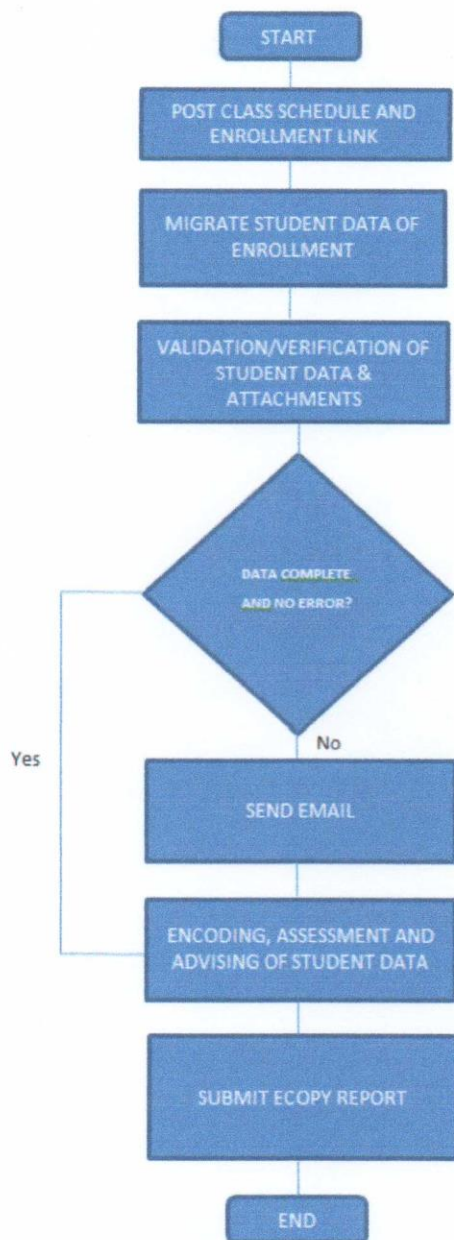 START
POST CLASS SCHEDULE AND
ENROLLMENT LINK
MIGRATE STUDENT DATA OF
ENROLLMENT
VALIDATION/VERIFICATION OF
STUDENT DATA &
ATTACHMENTS
DATA COMPLETE
AND NO ERROR?
No
Yes
SEND EMAIL
ENCODING, ASSESSMENT AND
ADVISING OF STUDENT DATA
SUBMIT ECOPY REPORT
END